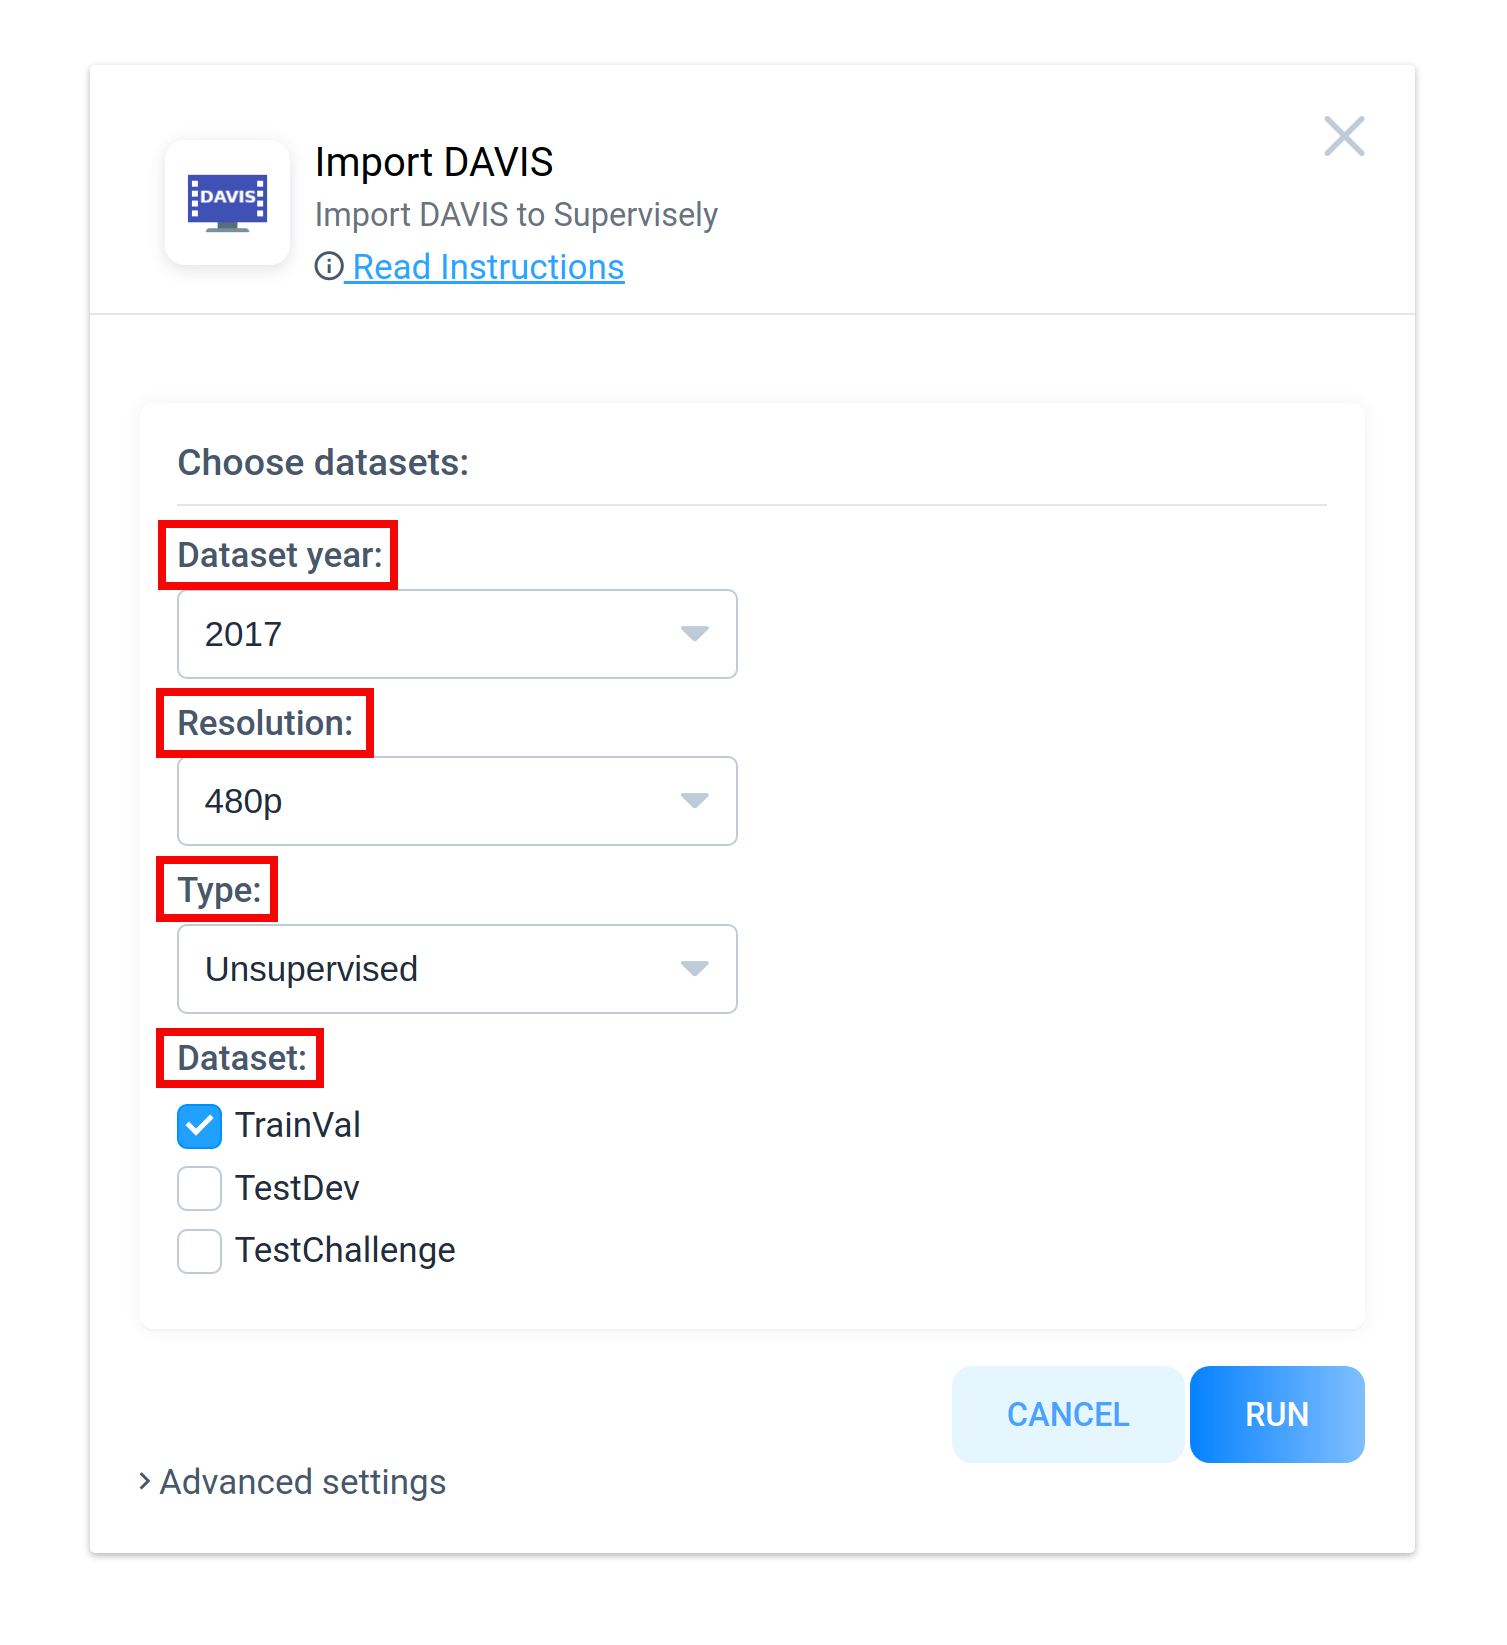 Import DAVIS
DAVIS
Import DAVIS to Supervisely
Read Instructions
Choose datasets:
Dataset year:
2017
Resolution:
480p
Type:
Unsupervised
Dataset:
TrainVal
TestDev
TestChallenge
CANCEL RUN
Advanced settings